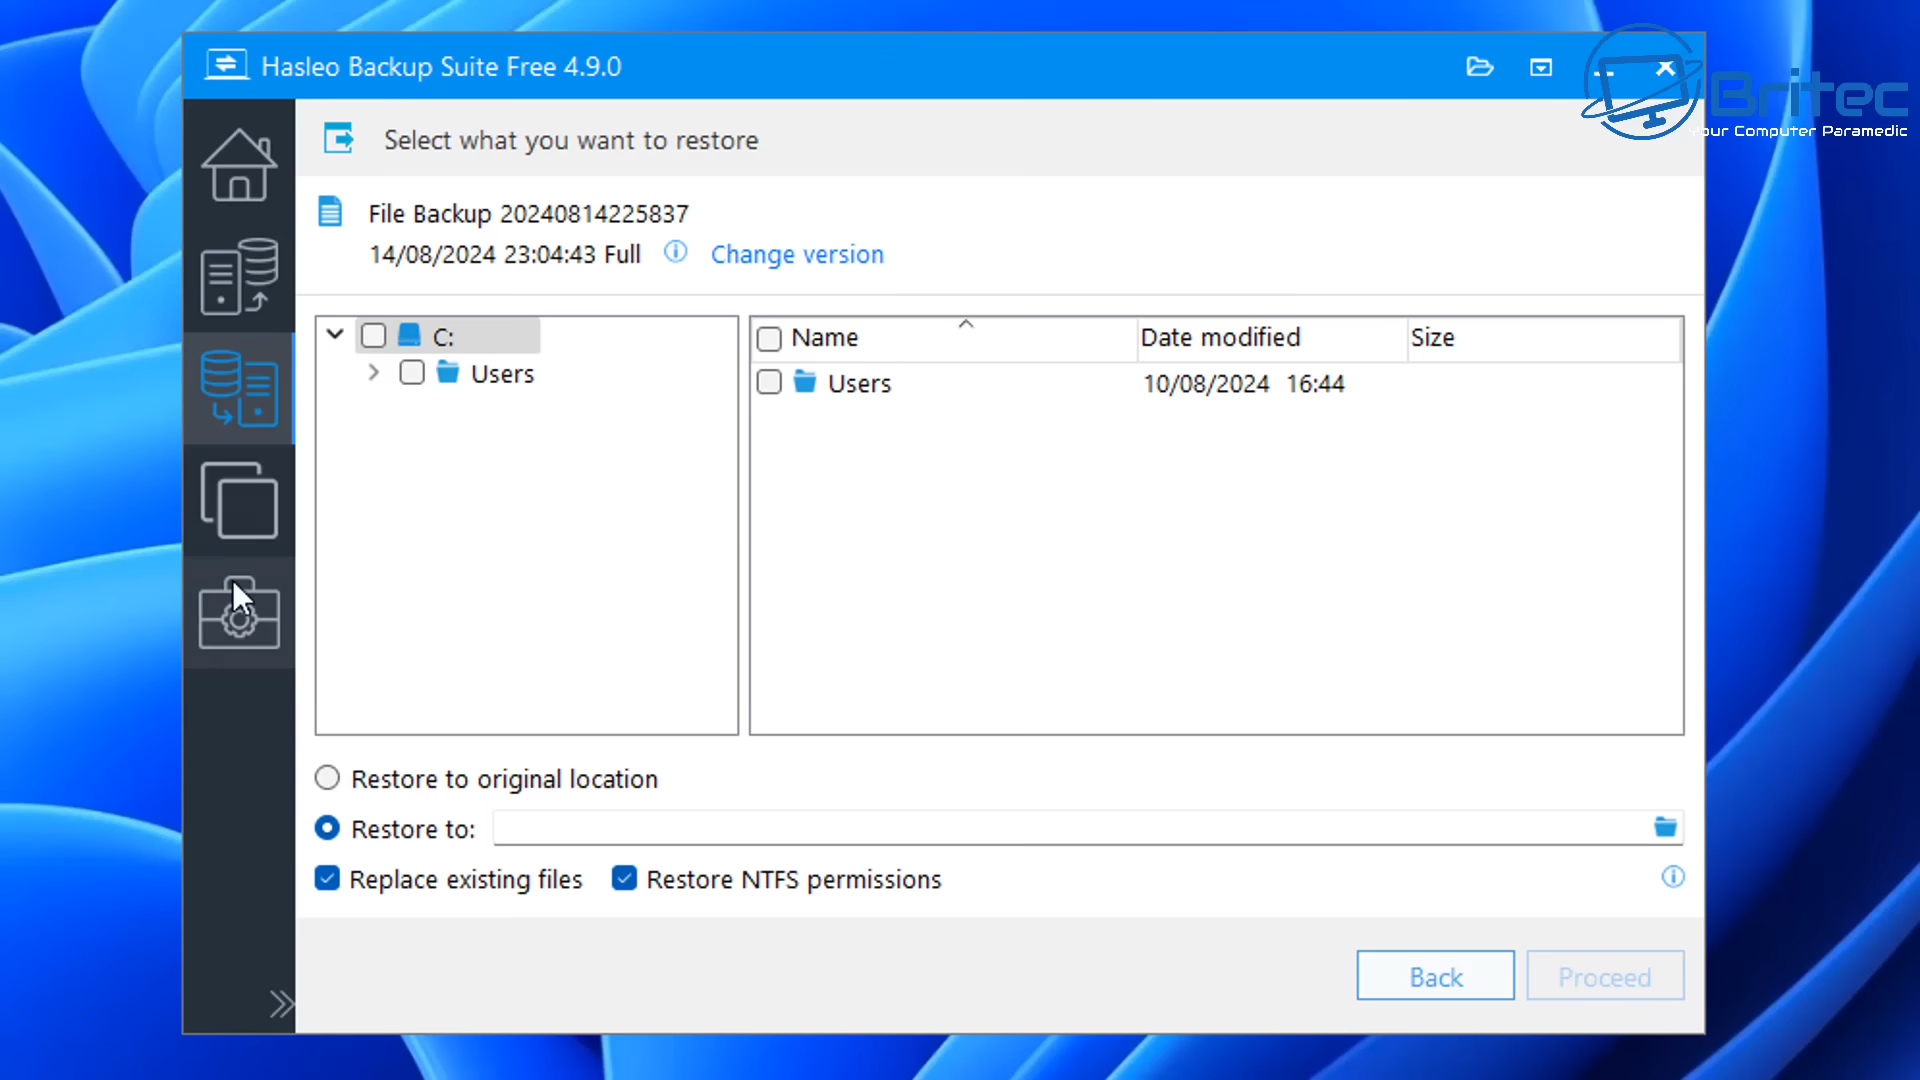 Hasleo Backup Suite Free 4.9.0
Britec
Your Computer Paramedic
Select what you want to restore
File Backup 20240814225837
14/08/2024 23:04:43 Full Change version
C:
Users
Name Date modified Size
Users 10/08/2024 16:44
Restore to original location
Restore to:
Replace existing files Restore NTFS permissions
Back Proceed